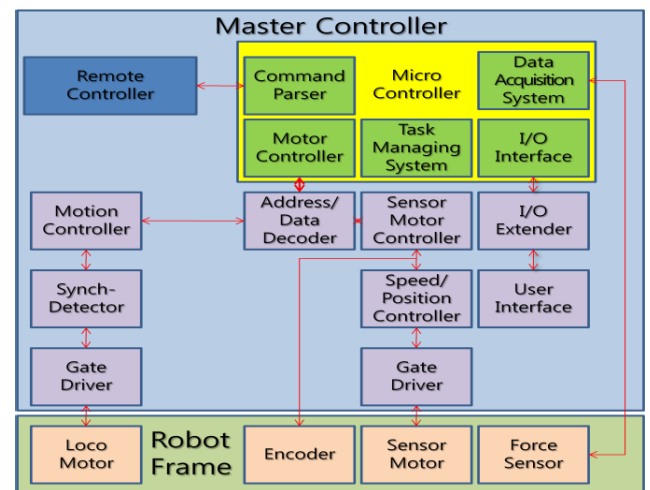 Master Controller
Remote
Controller
Command
Parser
Micro
Controller
Data
Acquisition
System
Motor
Controller
Task
Managing
System
I/O
Interface
Motion
Controller
Address/
Data
Decoder
Sensor
Motor
Controller
I/O
Extender
Synch-
Detector
Speed/
Position
Controller
User
Interface
Gate
Driver
Gate
Driver
Loco
Motor
Robot
Frame
Encoder
Sensor
Motor
Force
Sensor